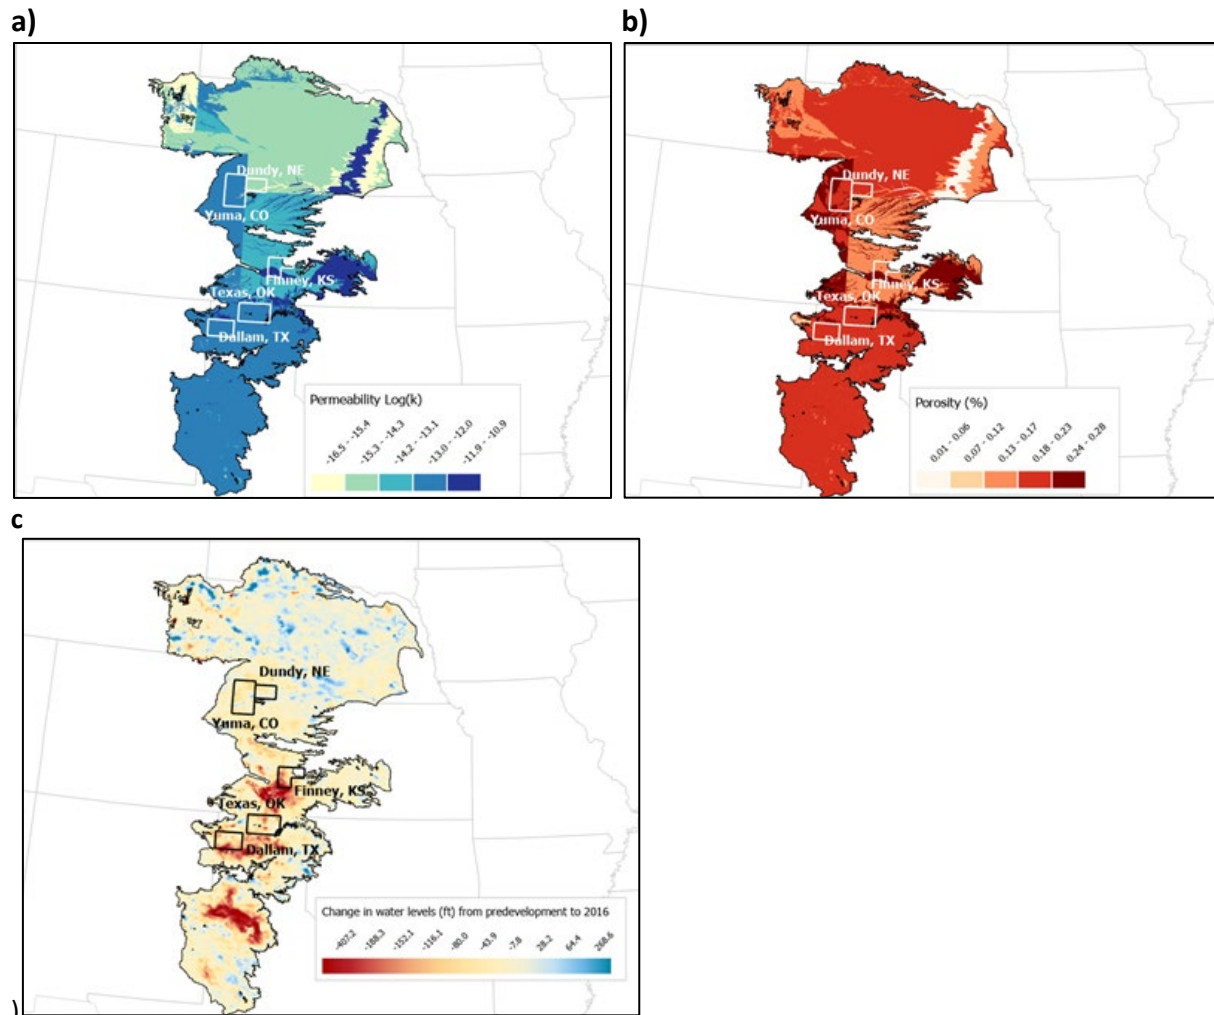 a)
Dundy, NE
Yuma, CO
Finney, KS
Texas, OK
Dallam, TX
Permeability Log(k)
-16.5 - -15.4
-15.3 - -14.3
-14.2 - -13.1
-13.0 - -12.0
-11.9 - -10.9
b)
Dundy, NE
Yuma, CO
Finney, KS
Texas, OK
Dallam, TX
Porosity (%)
0.01 - 0.06
0.07 - 0.12
0.13 - 0.17
0.18 - 0.23
0.24 - 0.28
c
Dundy, NE
Yuma, CO
Finney, KS
Texas, OK
Dallam, TX
Change in water levels (ft) from predevelopment to 2016
-407.2
-188.3
-152.1
-116.1
-80.0
-43.9
-7.8
28.2
64.4
268.6
)